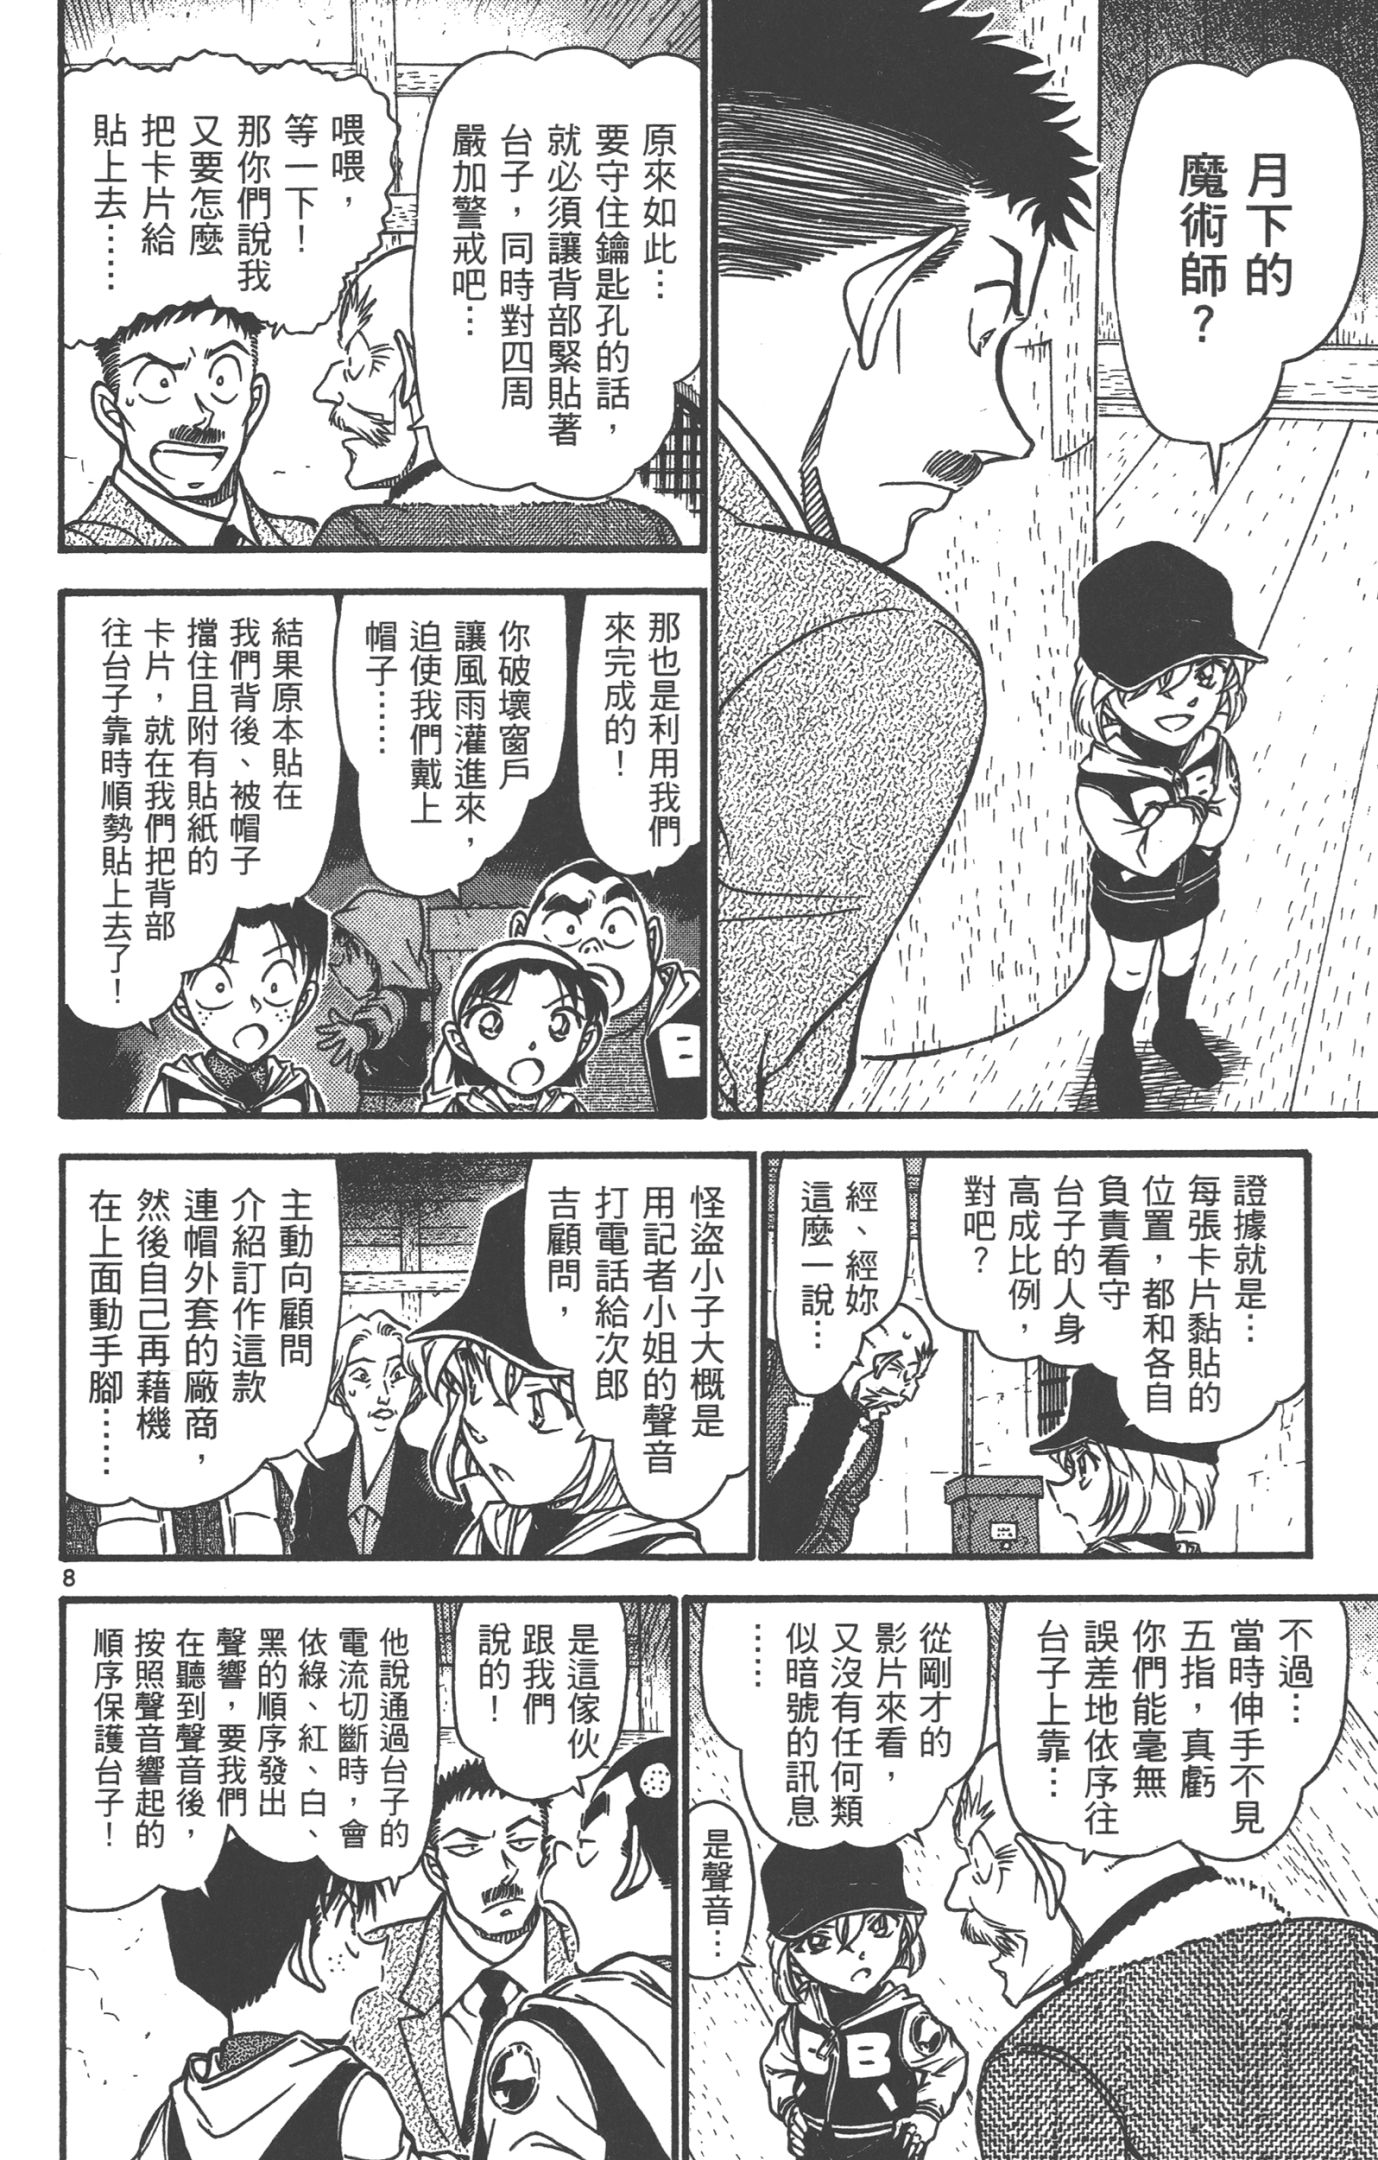 月下的
魔術師？
原來如此…
要守住鑰匙孔的話，
就必須讓背部緊貼著
台子，同時對四周
嚴加警戒吧…
喂喂，
等一下！
那你們說我
又要怎麼
把卡片給
貼上去……
那也是利用我們
來完成的！
你破壞窗戶
讓風雨灌進來，
迫使我們戴上
帽子……
結果原本貼在
我們背後、被帽子
擋住且附有貼紙的
卡片，就在我們把背部
往台子靠時順勢貼上去了！
證據就是…
每張卡片黏貼的
位置，都和各自
負責看守
台子的人身
高成比例，
對吧？
經、經妳
這麼一說…
怪盜小子大概是
用記者小姐的聲音
打電話給次郎
吉顧問，
主動向顧問
介紹訂作這款
連帽外套的廠商，
然後自己再藉機
在上面動手腳……
8
不過…
當時伸手不見
五指，真虧
你們能毫無
誤差地依序往
台子上靠…
從剛才的
影片來看，
又沒有任何類
似暗號的訊息
……
是聲音…
是這傢伙
跟我們
說的！
他說通過台子的
電流切斷時，會
依綠、紅、白、
黑的順序發出
聲響，要我們
在聽到聲音後，
按照聲音響起的
順序保護台子！